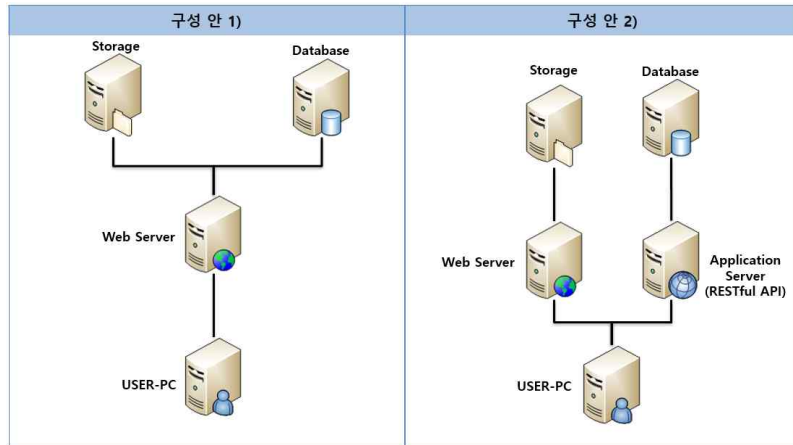 구성 안 1)
Storage
Database
Web Server
USER-PC
구성 안 2)
Storage
Database
Web Server
Application
Server
(RESTful API)
USER-PC